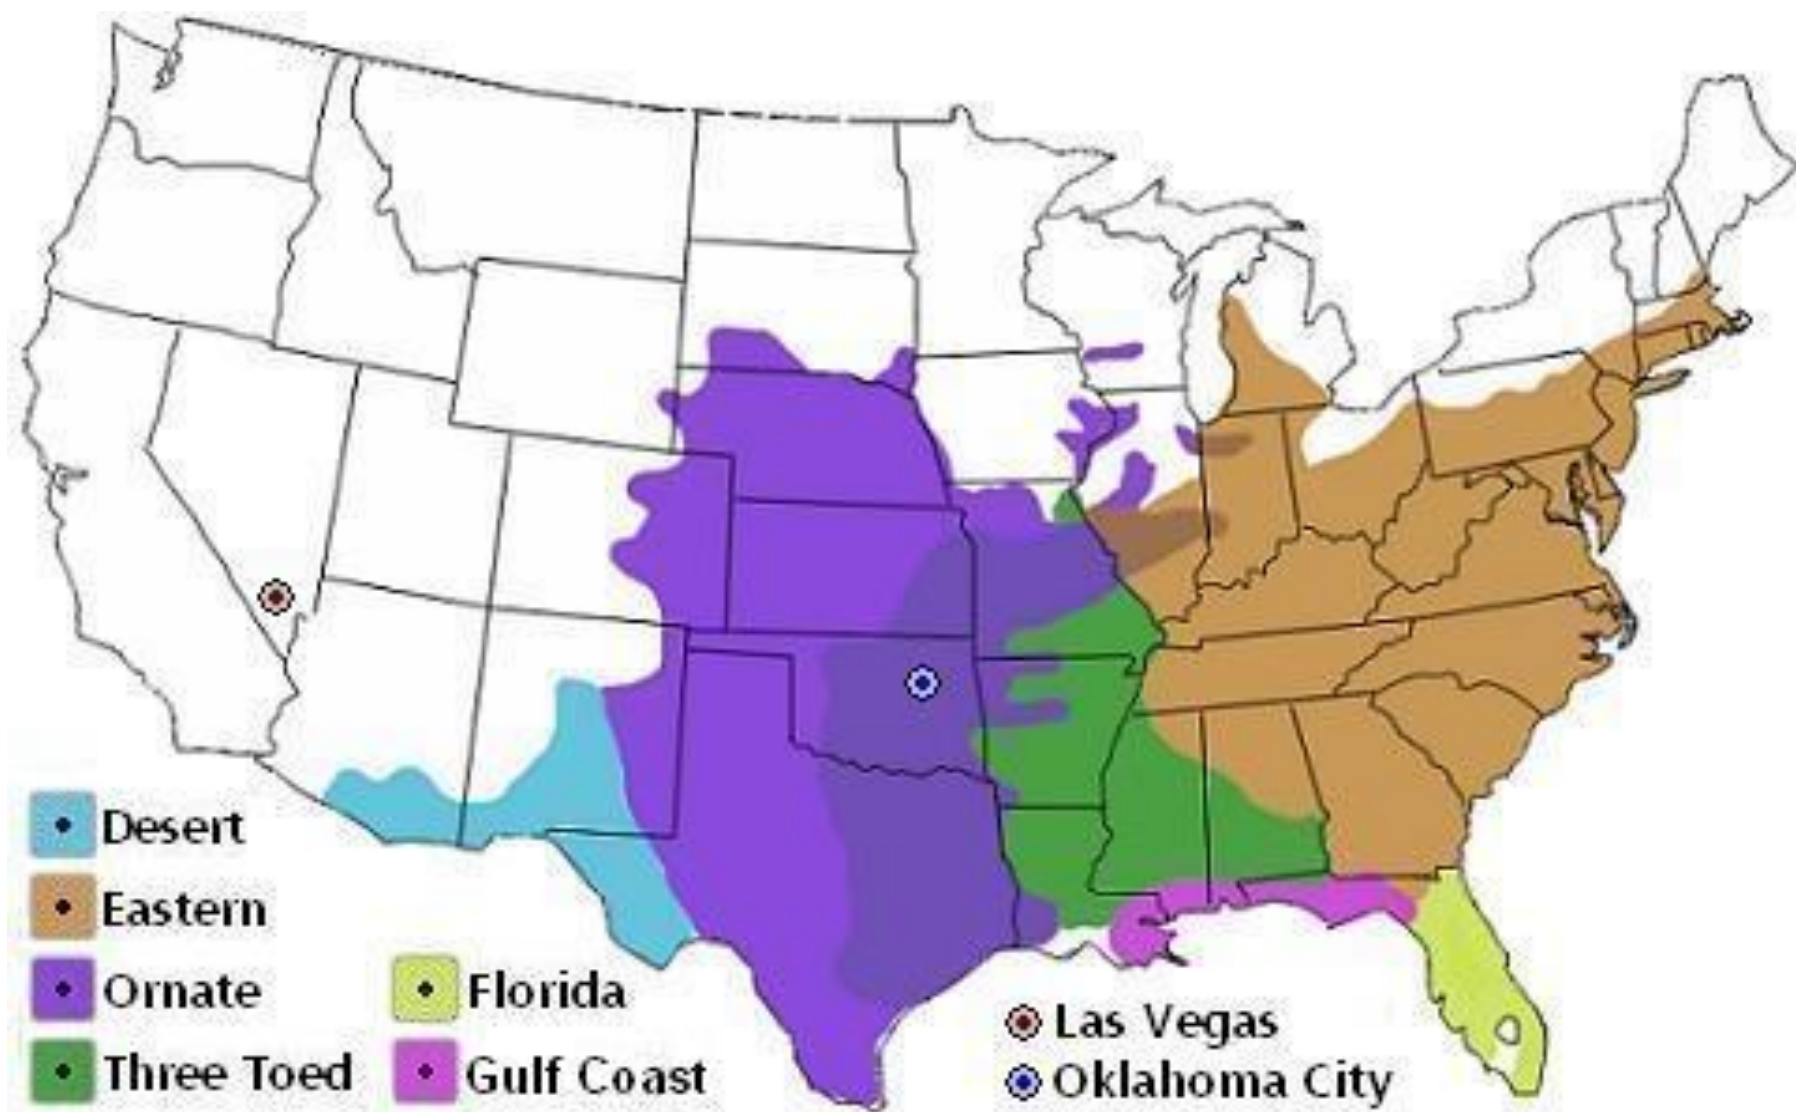 Desert
Eastern
Ornate
Three Toed
Florida
Gulf Coast
Las Vegas
Oklahoma City